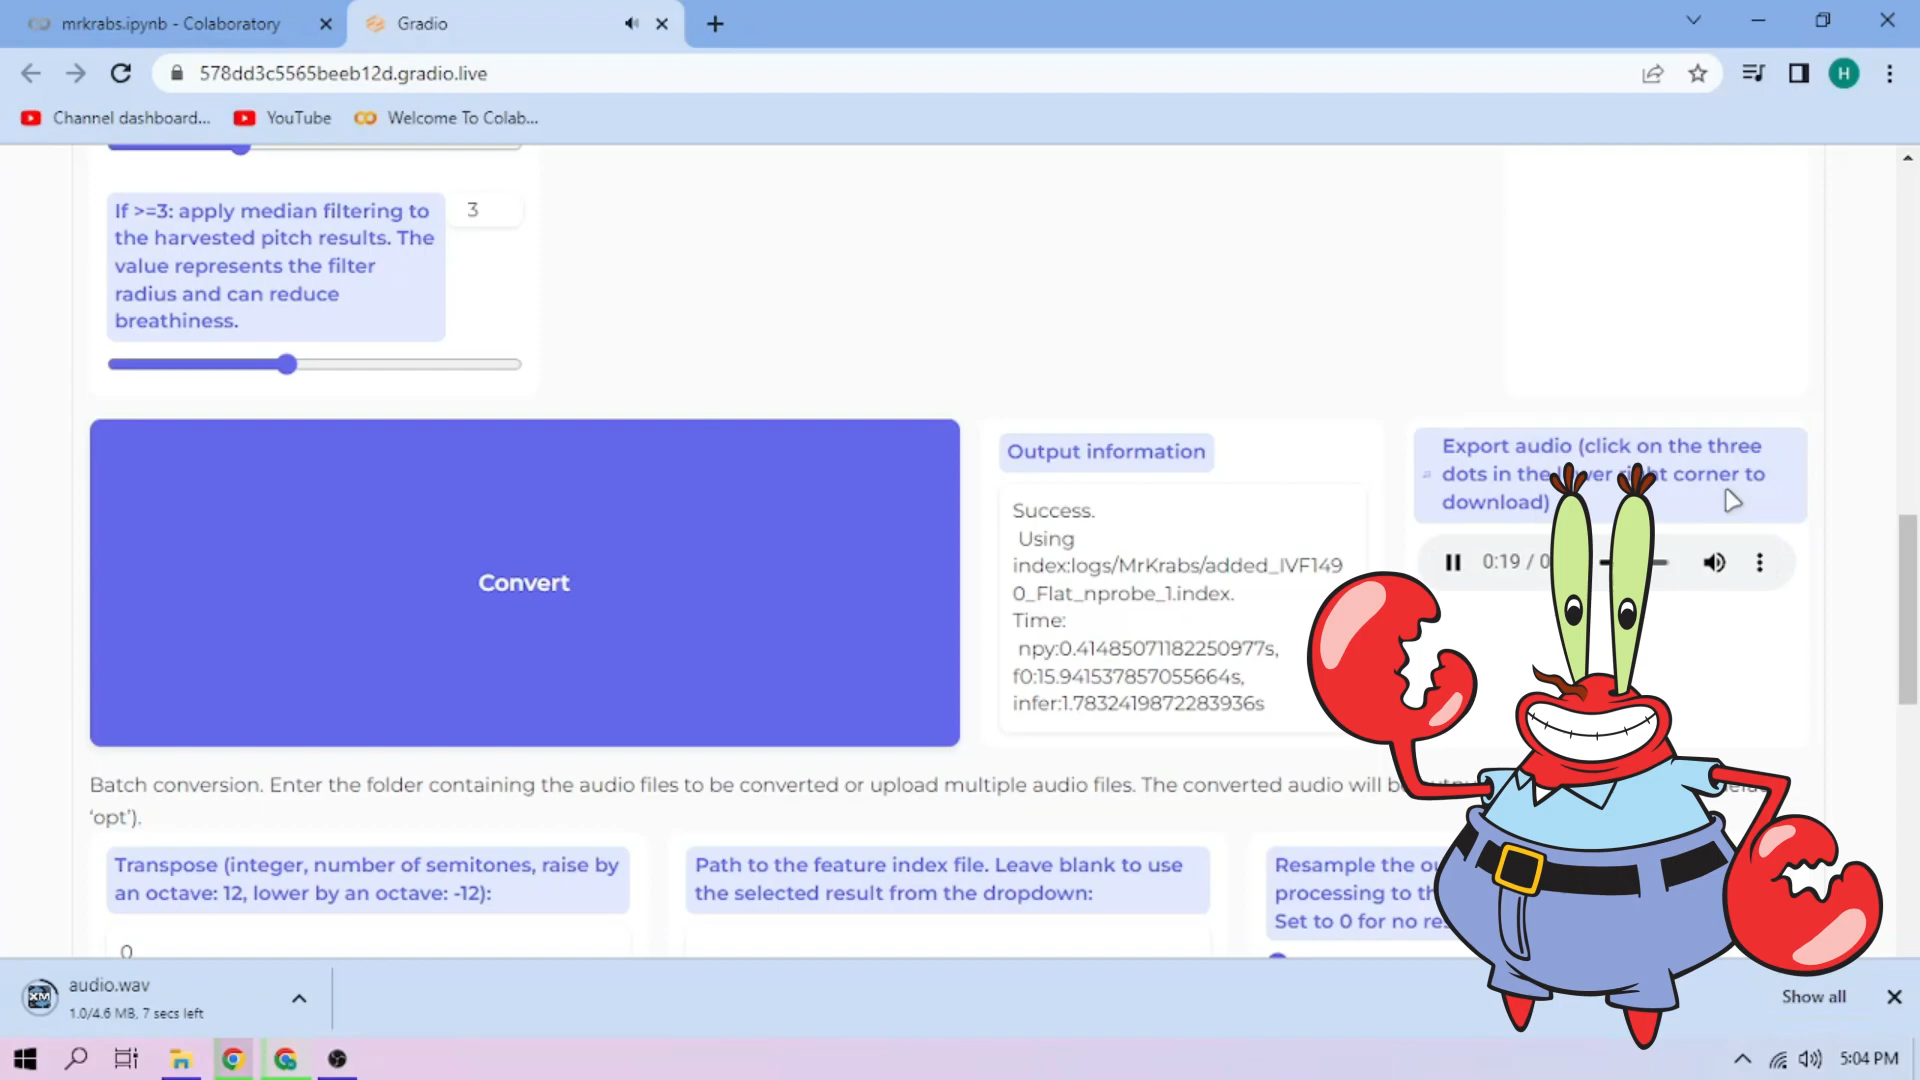 mrkrabs.ipynb - Colaboratory
Gradio
578dd3c5565beeb12d.gradio.live
H
Channel dashboard...
YouTube
Welcome To Colab...
If >=3: apply median filtering to
the harvested pitch results. The
value represents the filter
radius and can reduce
breathiness.
3
Convert
Output information
Success.
Using
index:logs/MrKrabs/added_IVF149
0_Flat_nprobe_1.index.
Time:
npy:0.41485071182250977s,
f0:15.941537857055664s,
infer:1.7832419872283936s
Export audio (click on the three
dots in the right corner to
download)
0:19 / 0
Batch conversion. Enter the folder containing the audio files to be converted or upload multiple audio files. The converted audio will
'opt').
Transpose (integer, number of semitones, raise by
an octave: 12, lower by an octave: -12):
0
Path to the feature index file. Leave blank to use
the selected result from the dropdown:
Resample the
processing to
Set to 0 for no
XM
audio.wav
1.0/4.6 MB, 7 secs left
Show all
5:04 PM